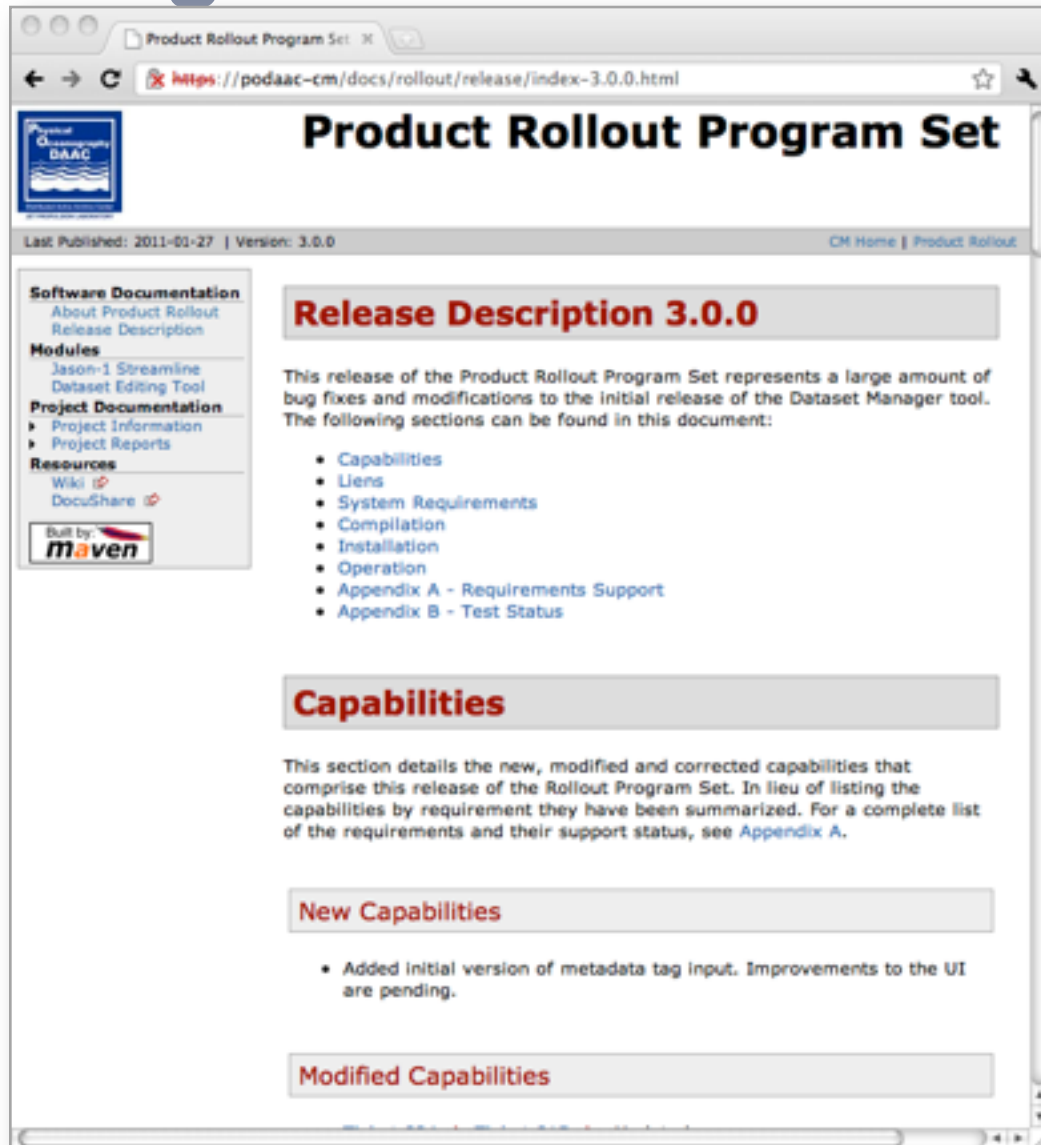 Product Rollout Program Set
https://podaac-cm/docs/rollout/release/index-3.0.0.html
Physical
Oceanography
DAAC
Product Rollout Program Set
Last Published: 2011-01-27 | Version: 3.0.0
CM Home | Product Rollout
Software Documentation
About Product Rollout
Release Description
Modules
Jason-1 Streamline
Dataset Editing Tool
Project Documentation
Project Information
Project Reports
Resources
Wiki
DocuShare
Built by:
maven
Release Description 3.0.0
This release of the Product Rollout Program Set represents a large amount of
bug fixes and modifications to the initial release of the Dataset Manager tool.
The following sections can be found in this document:
• Capabilities
• Liens
• System Requirements
• Compilation
• Installation
• Operation
• Appendix A - Requirements Support
• Appendix B - Test Status
Capabilities
This section details the new, modified and corrected capabilities that
comprise this release of the Rollout Program Set. In lieu of listing the
capabilities by requirement they have been summarized. For a complete list
of the requirements and their support status, see Appendix A.
New Capabilities
• Added initial version of metadata tag input. Improvements to the UI
are pending.
Modified Capabilities